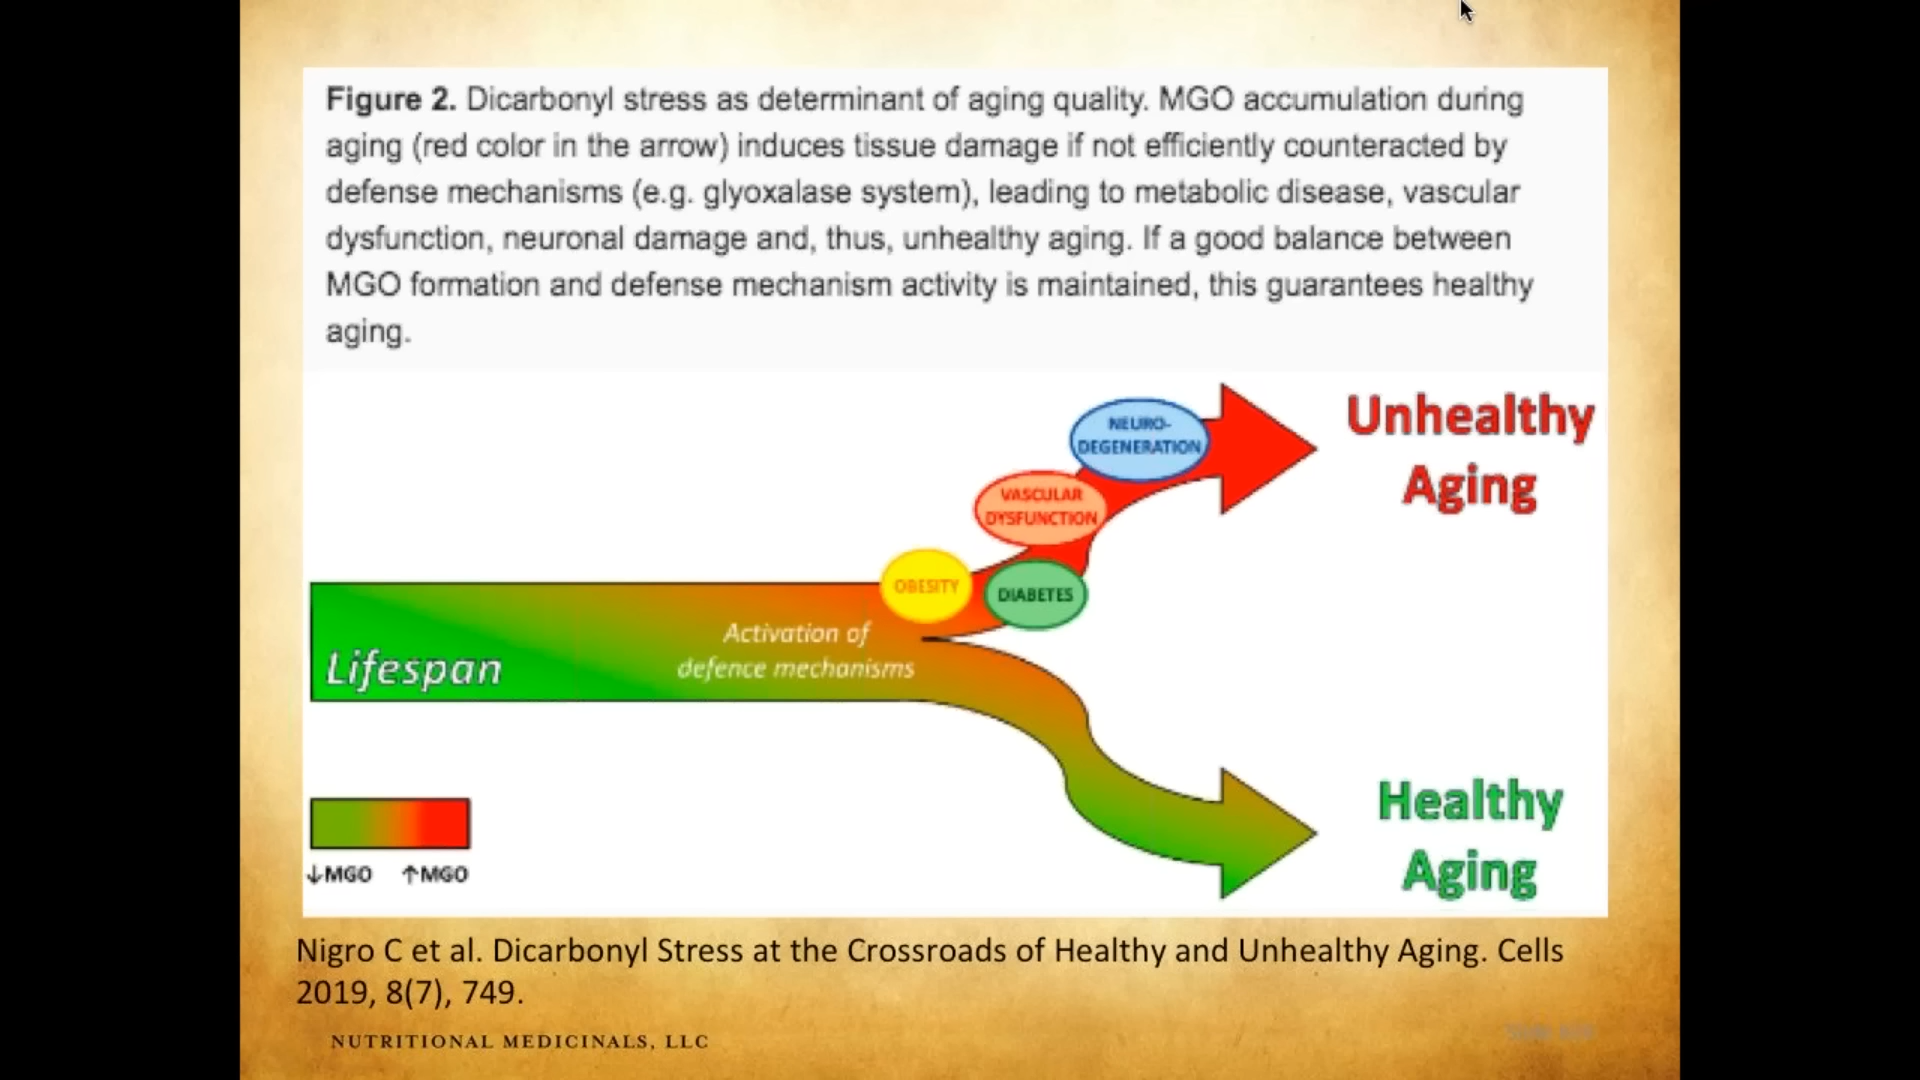 Figure 2. Dicarbonyl stress as determinant of aging quality. MGO accumulation during
aging (red color in the arrow) induces tissue damage if not efficiently counteracted by
defense mechanisms (e.g. glyoxalase system), leading to metabolic disease, vascular
dysfunction, neuronal damage and, thus, unhealthy aging. If a good balance between
MGO formation and defense mechanism activity is maintained, this guarantees healthy
aging.
Unhealthy
Aging
NEURO-
DEGENERATION
VASCULAR
DYSFUNCTION
OBESITY
DIABETES
Activation of
defence mechanisms
Lifespan
Healthy
Aging
↓MGO ↑MGO
Nigro C et al. Dicarbonyl Stress at the Crossroads of Healthy and Unhealthy Aging. Cells
2019, 8(7), 749.
NUTRITIONAL MEDICINALS, LLC